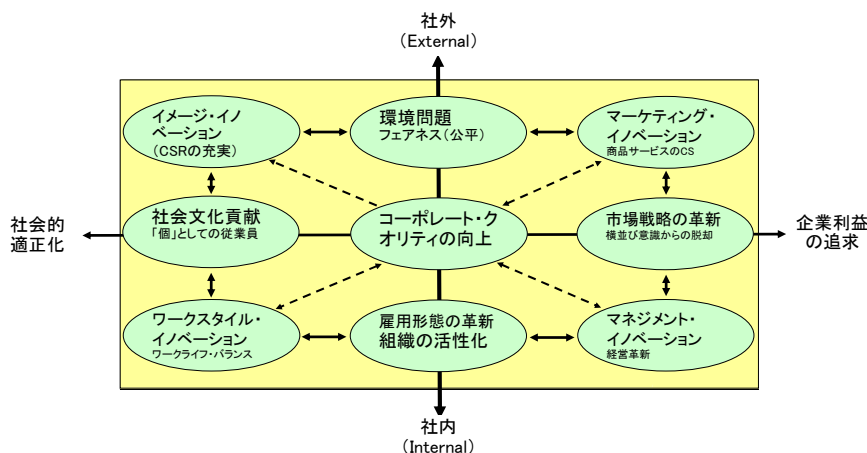 社外
(External)
イメージ・イノ
ベーション
(CSRの充実)
環境問題
フェアネス(公平)
マーケティング・
イノベーション
商品サービスのCS
社会的
適正化
社会文化貢献
「個」としての従業員
コーポレート・ク
オリティの向上
市場戦略の革新
横並び意識からの脱却
企業利益
の追求
ワークスタイル・
イノベーション
ワークライフ・バランス
雇用形態の革新
組織の活性化
マネジメント・
イノベーション
経営革新
社内
(Internal)